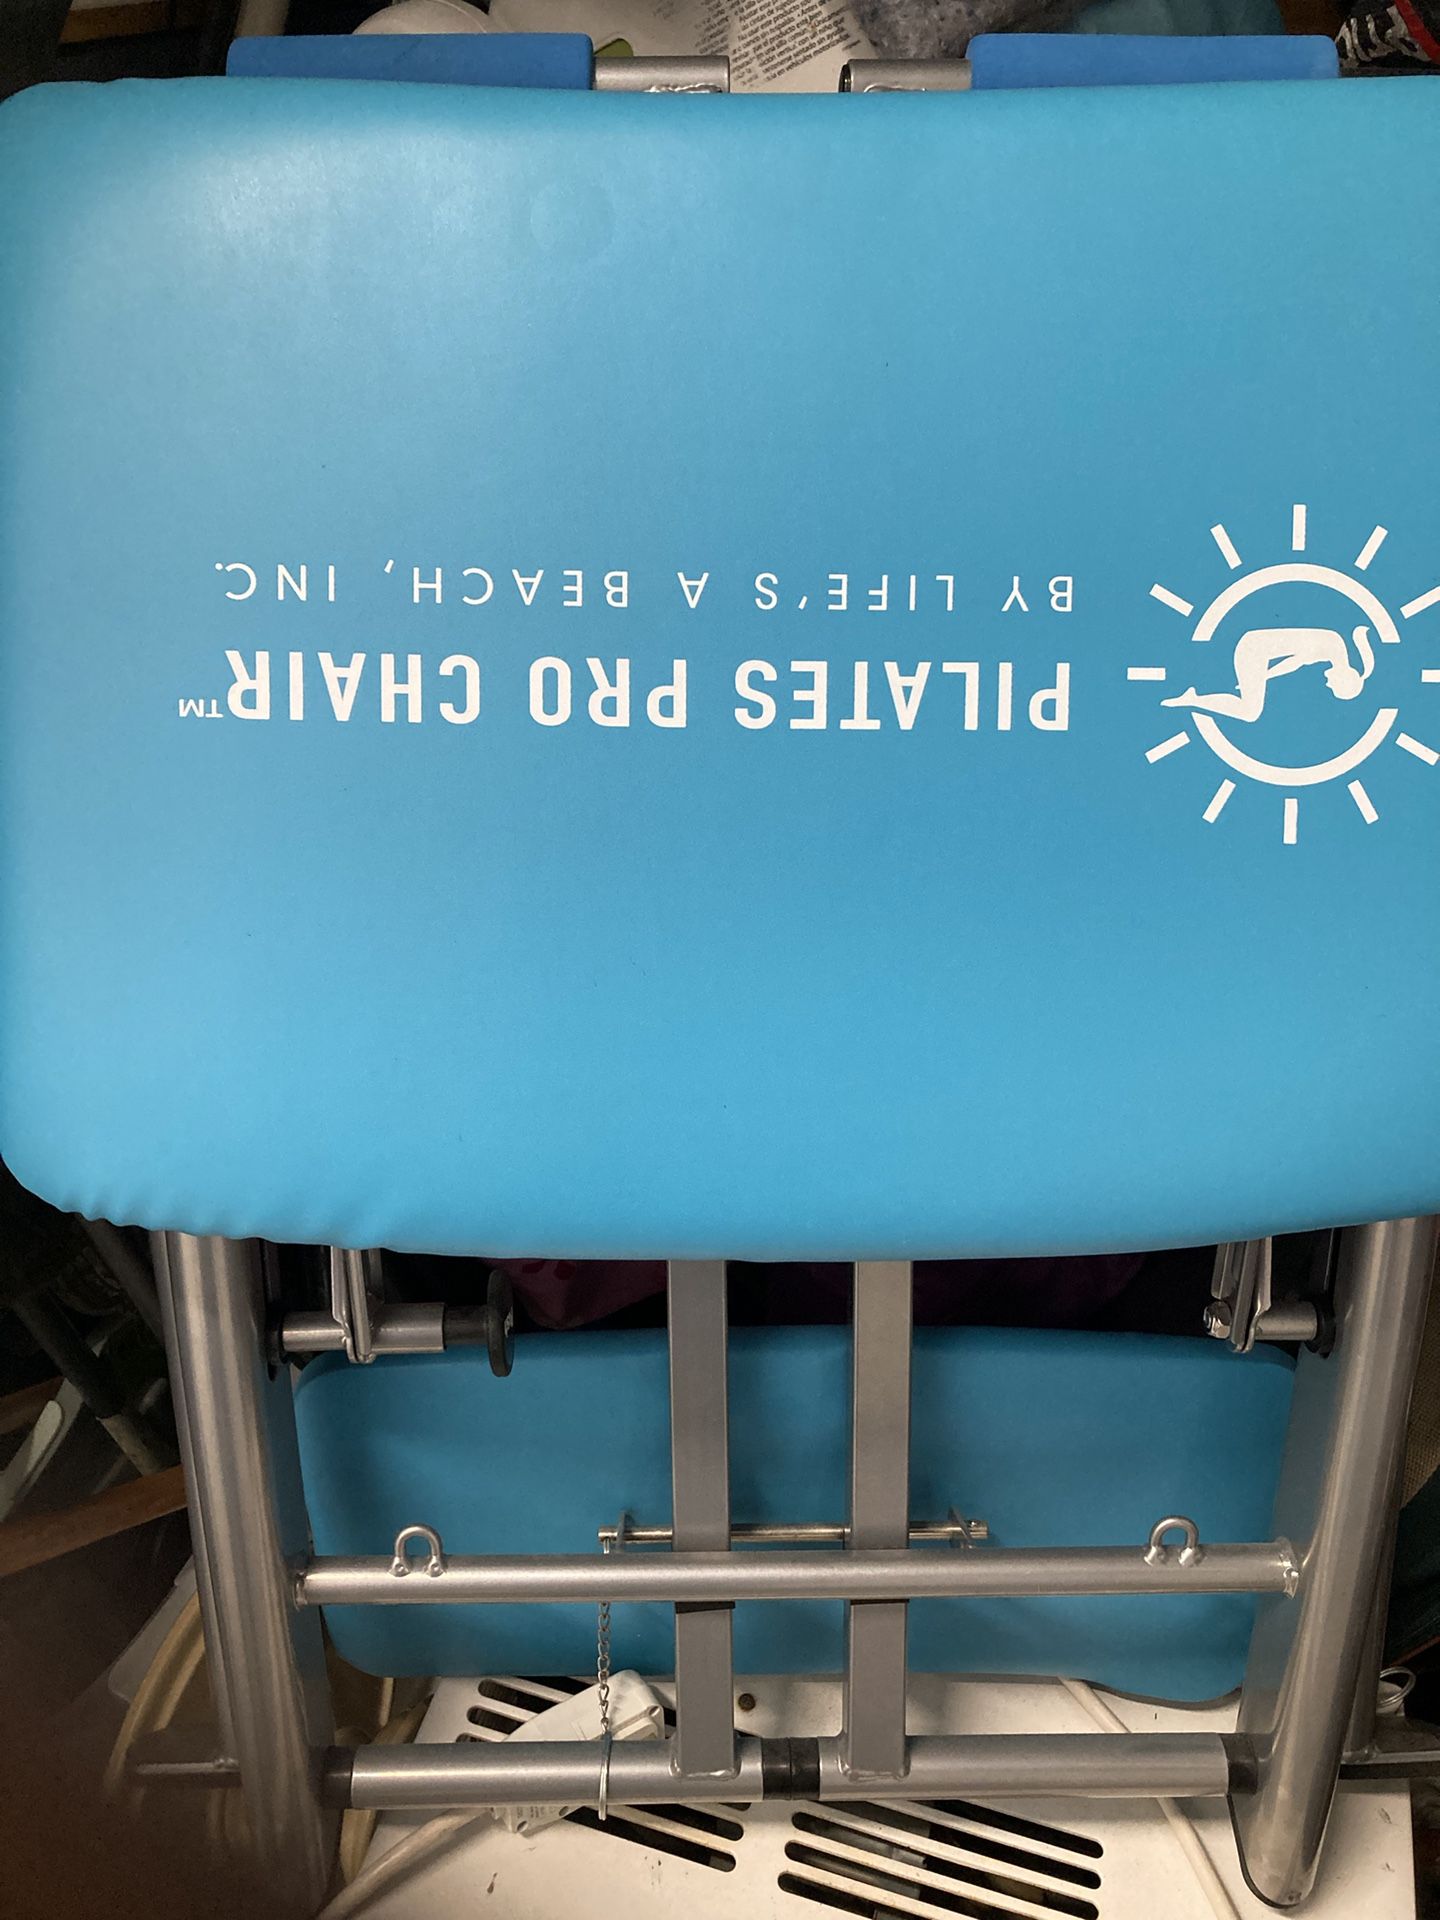 PILATES PRO CHAIR™
BY LIFE'S A BEACH, INC.